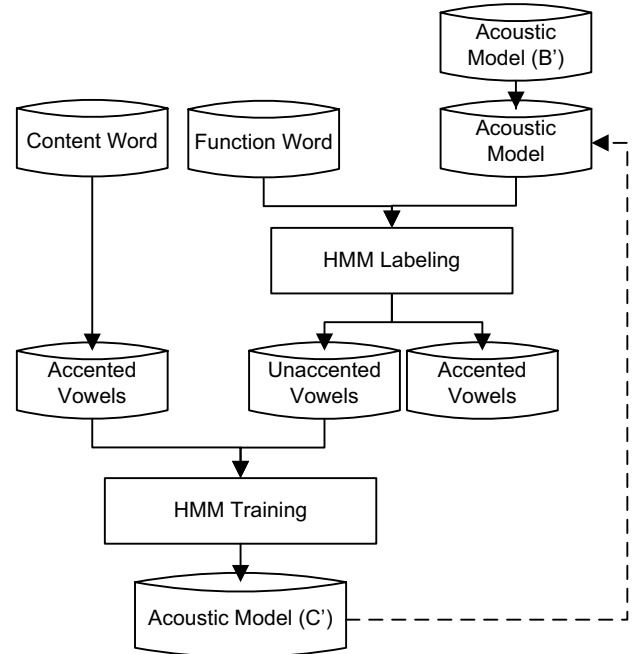 Acoustic
Model (B’)
Content Word
Function Word
Acoustic
Model
HMM Labeling
Accented
Vowels
Unaccented
Vowels
Accented
Vowels
HMM Training
Acoustic Model (C’)